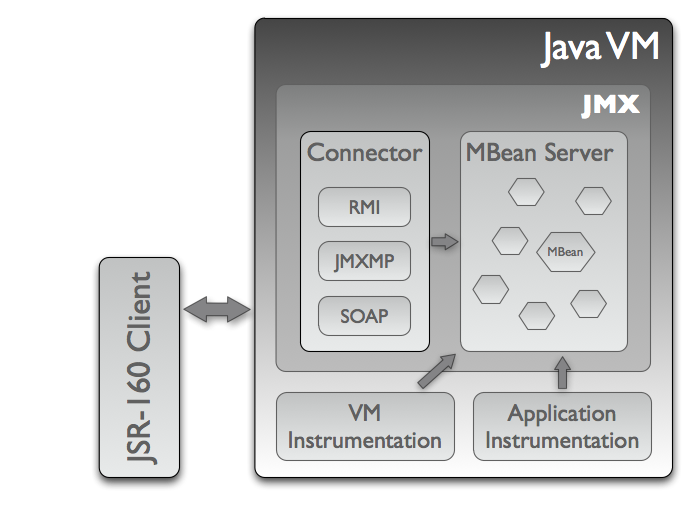 Java VM
JMX
Connector
RMI
JMXMP
SOAP
MBean Server
MBean
JSR-160 Client
VM
Instrumentation
Application
Instrumentation